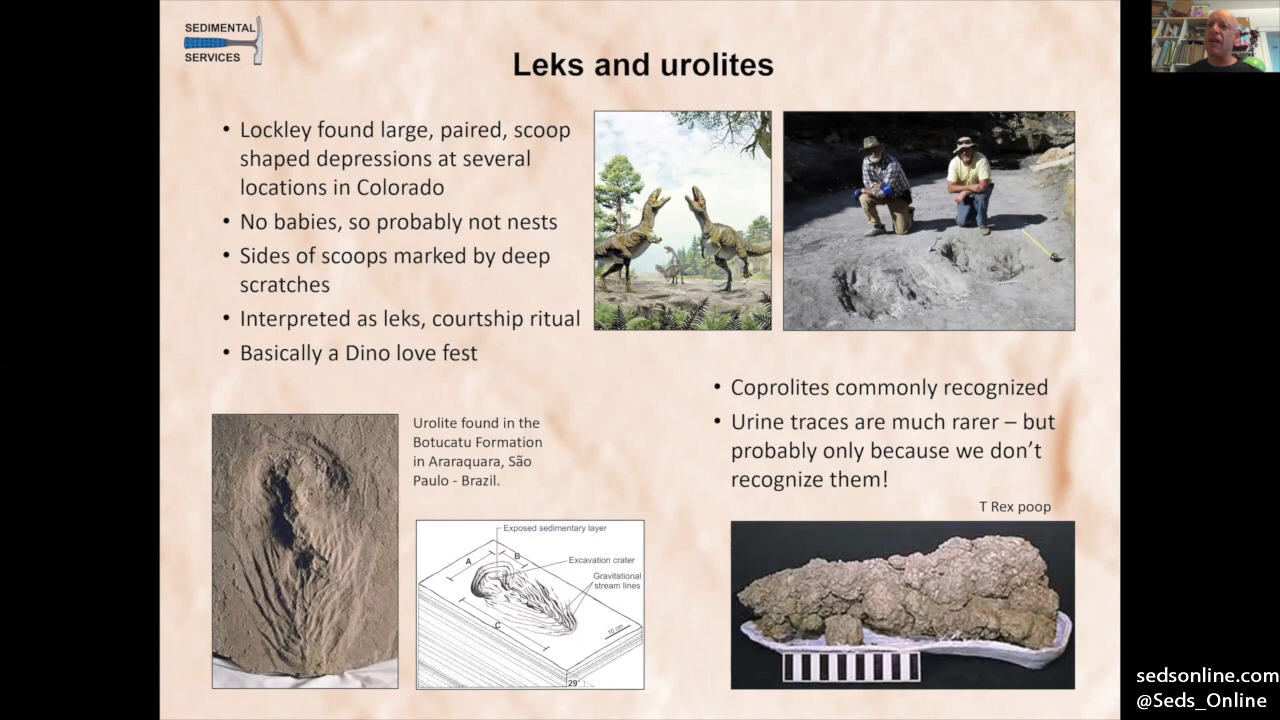 SEDIMENTAL
SERVICES
Leks and urolites
• Lockley found large, paired, scoop
shaped depressions at several
locations in Colorado
• No babies, so probably not nests
• Sides of scoops marked by deep
scratches
• Interpreted as leks, courtship ritual
• Basically a Dino love fest
• Coprolites commonly recognized
• Urine traces are much rarer – but
probably only because we don't
recognize them!
Urolite found in the
Botucatu Formation
in Araraquara, São
Paulo - Brazil.
Exposed sedimentary layer
Excavation crater
Gravitational
stream lines
A
B
C
10 cm
29°
T Rex poop
sedsonline.com
@Seds_Online